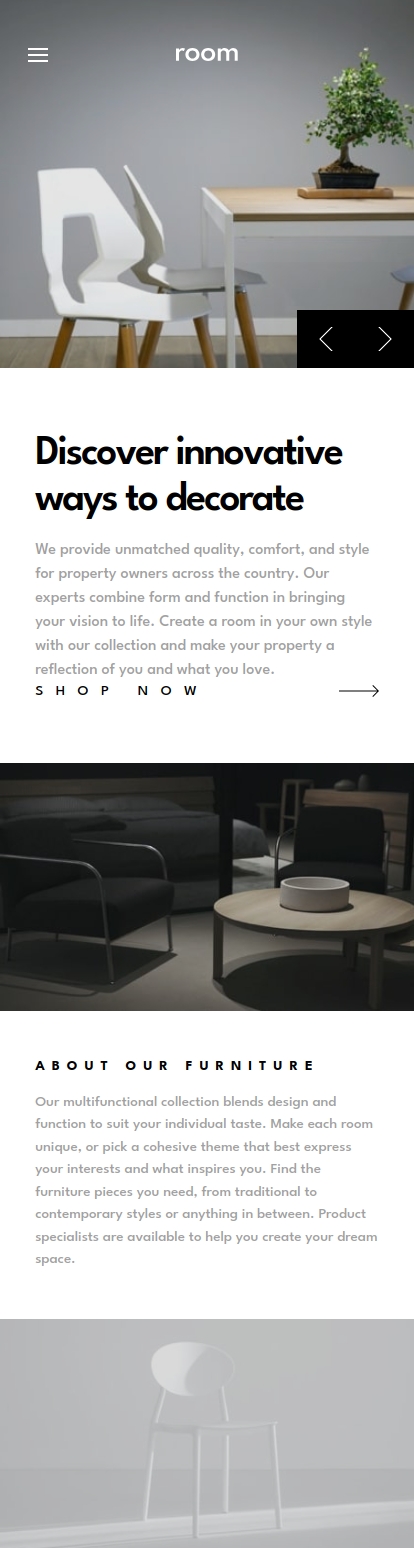 room
Discover innovative
ways to decorate
We provide unmatched quality, comfort, and style
for property owners across the country. Our
experts combine form and function in bringing
your vision to life. Create a room in your own style
with our collection and make your property a
reflection of you and what you love.
SHOP NOW
ABOUT OUR FURNITURE
Our multifunctional collection blends design and
function to suit your individual taste. Make each room
unique, or pick a cohesive theme that best express
your interests and what inspires you. Find the
furniture pieces you need, from traditional to
contemporary styles or anything in between. Product
specialists are available to help you create your dream
space.